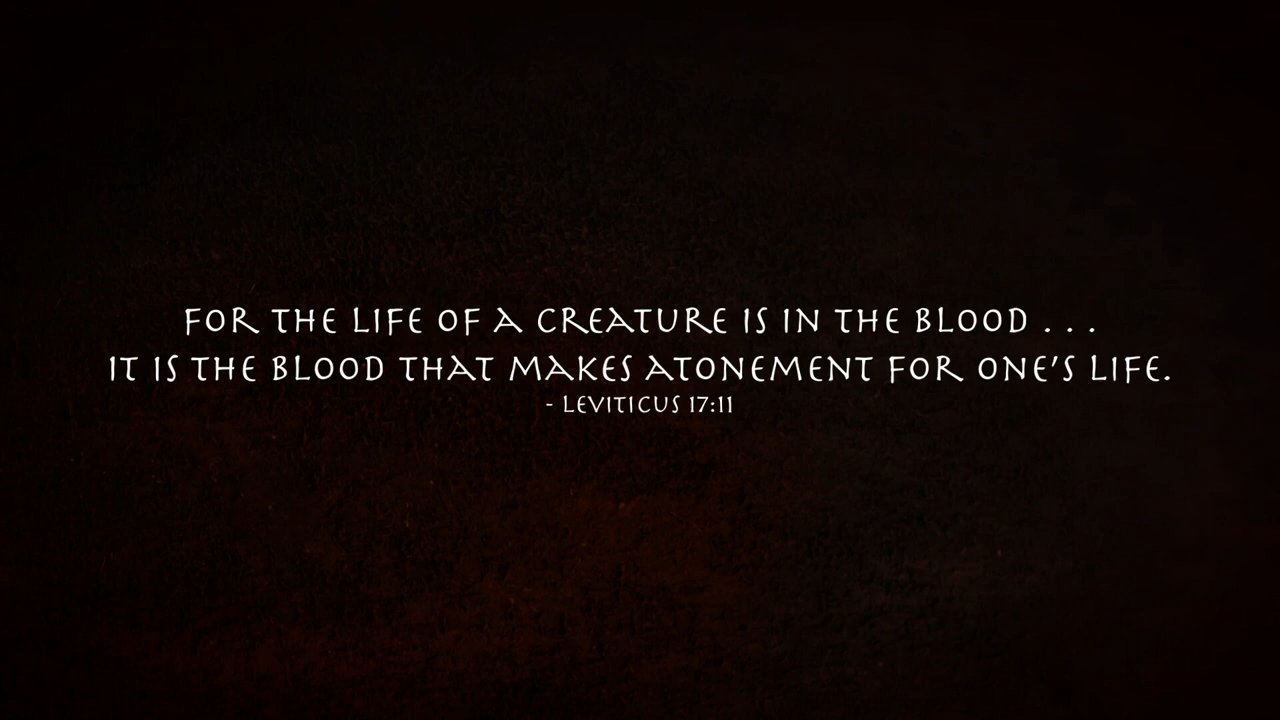 FOR THE LIFE OF A CREATURE IS IN THE BLOOD . . .
IT IS THE BLOOD THAT MAKES ATONEMENT FOR ONE’S LIFE.
- LEVITICUS 17:11